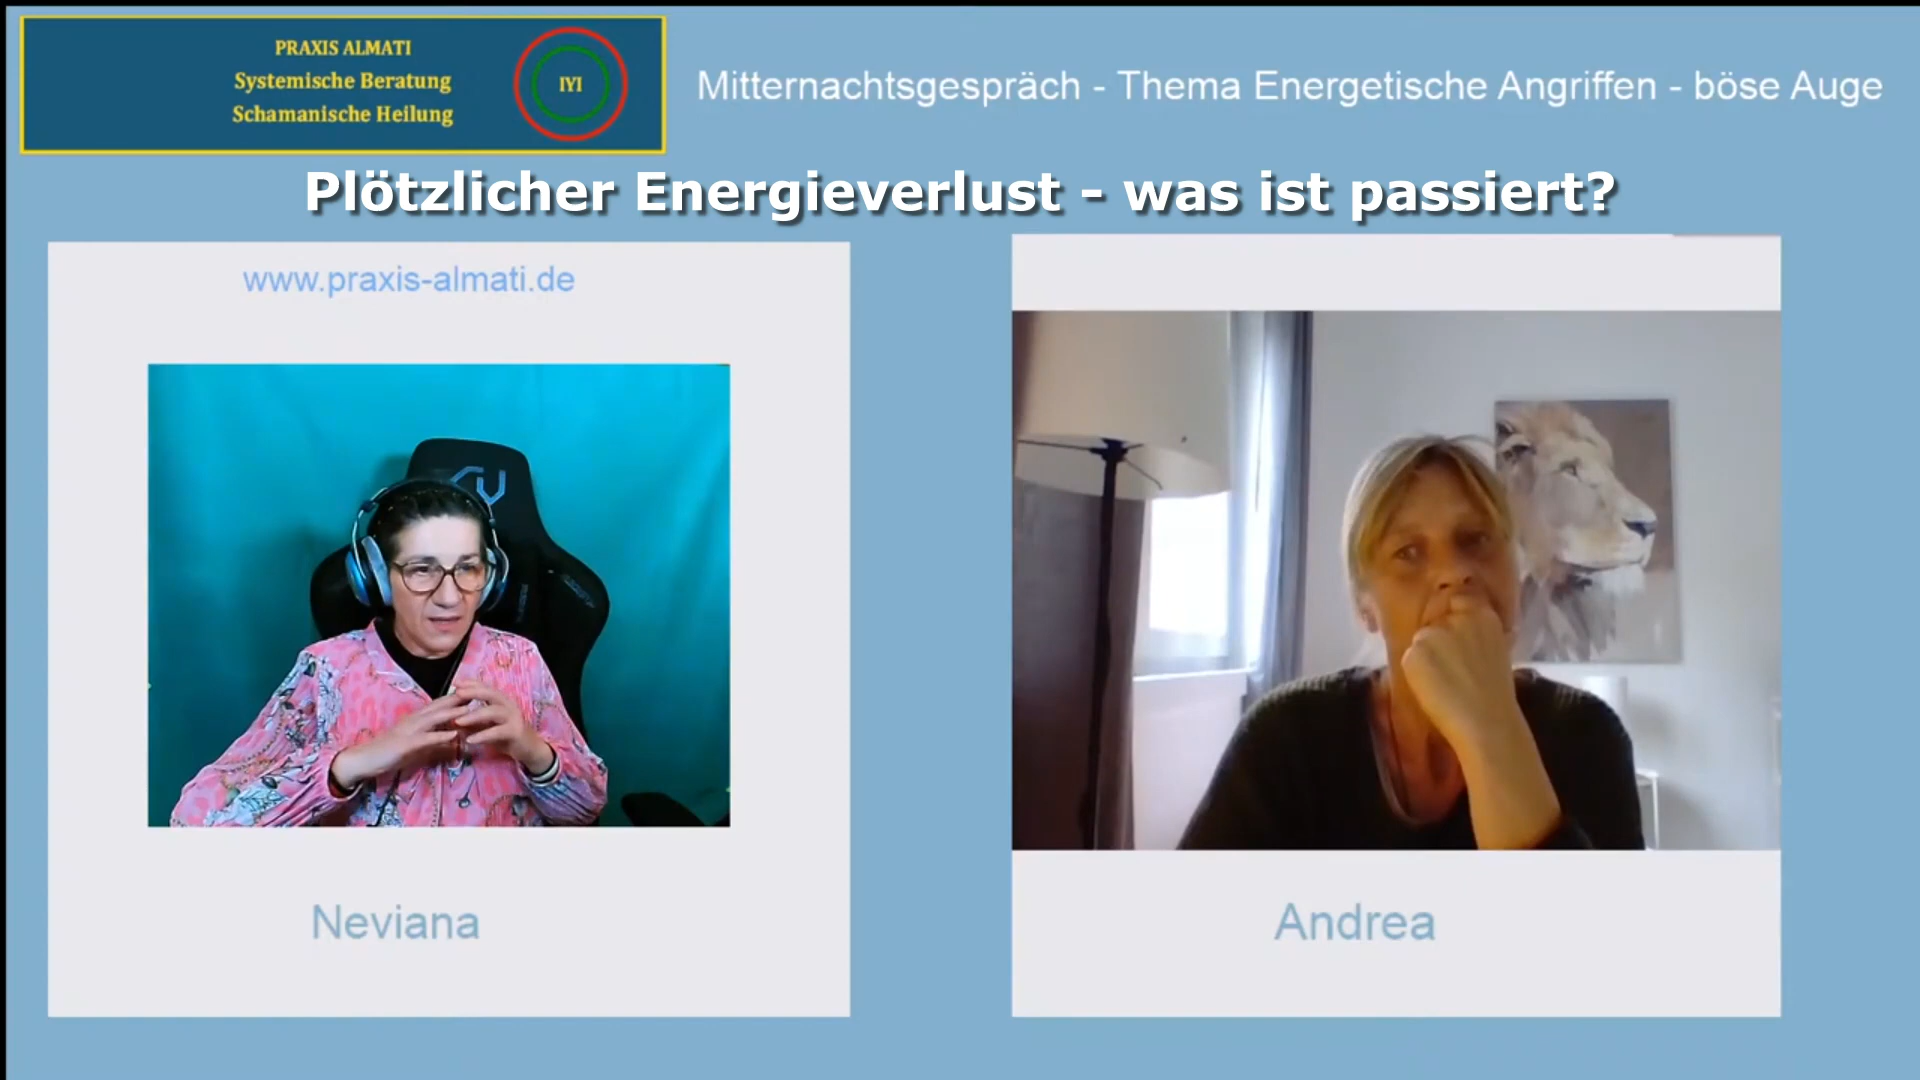 PRAXIS ALMATI
Systemische Beratung
Schamanische Heilung
IYI
Mitternachtsgespräch - Thema Energetische Angriffen - böse Auge
Plötzlicher Energieverlust - was ist passiert?
www.praxis-almati.de
Neviana
Andrea